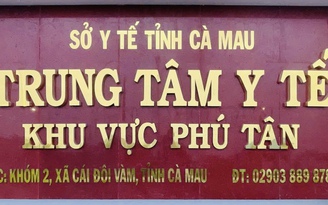 SỞ Y TẾ TỈNH CÀ MAU
TRUNG TÂM Y TẾ
KHU VỰC PHÚ TÂN
C: KHÓM 2, XÃ CÁI ĐÔI VÀM, TỈNH CÀ MAU ĐT: 02903 889 878